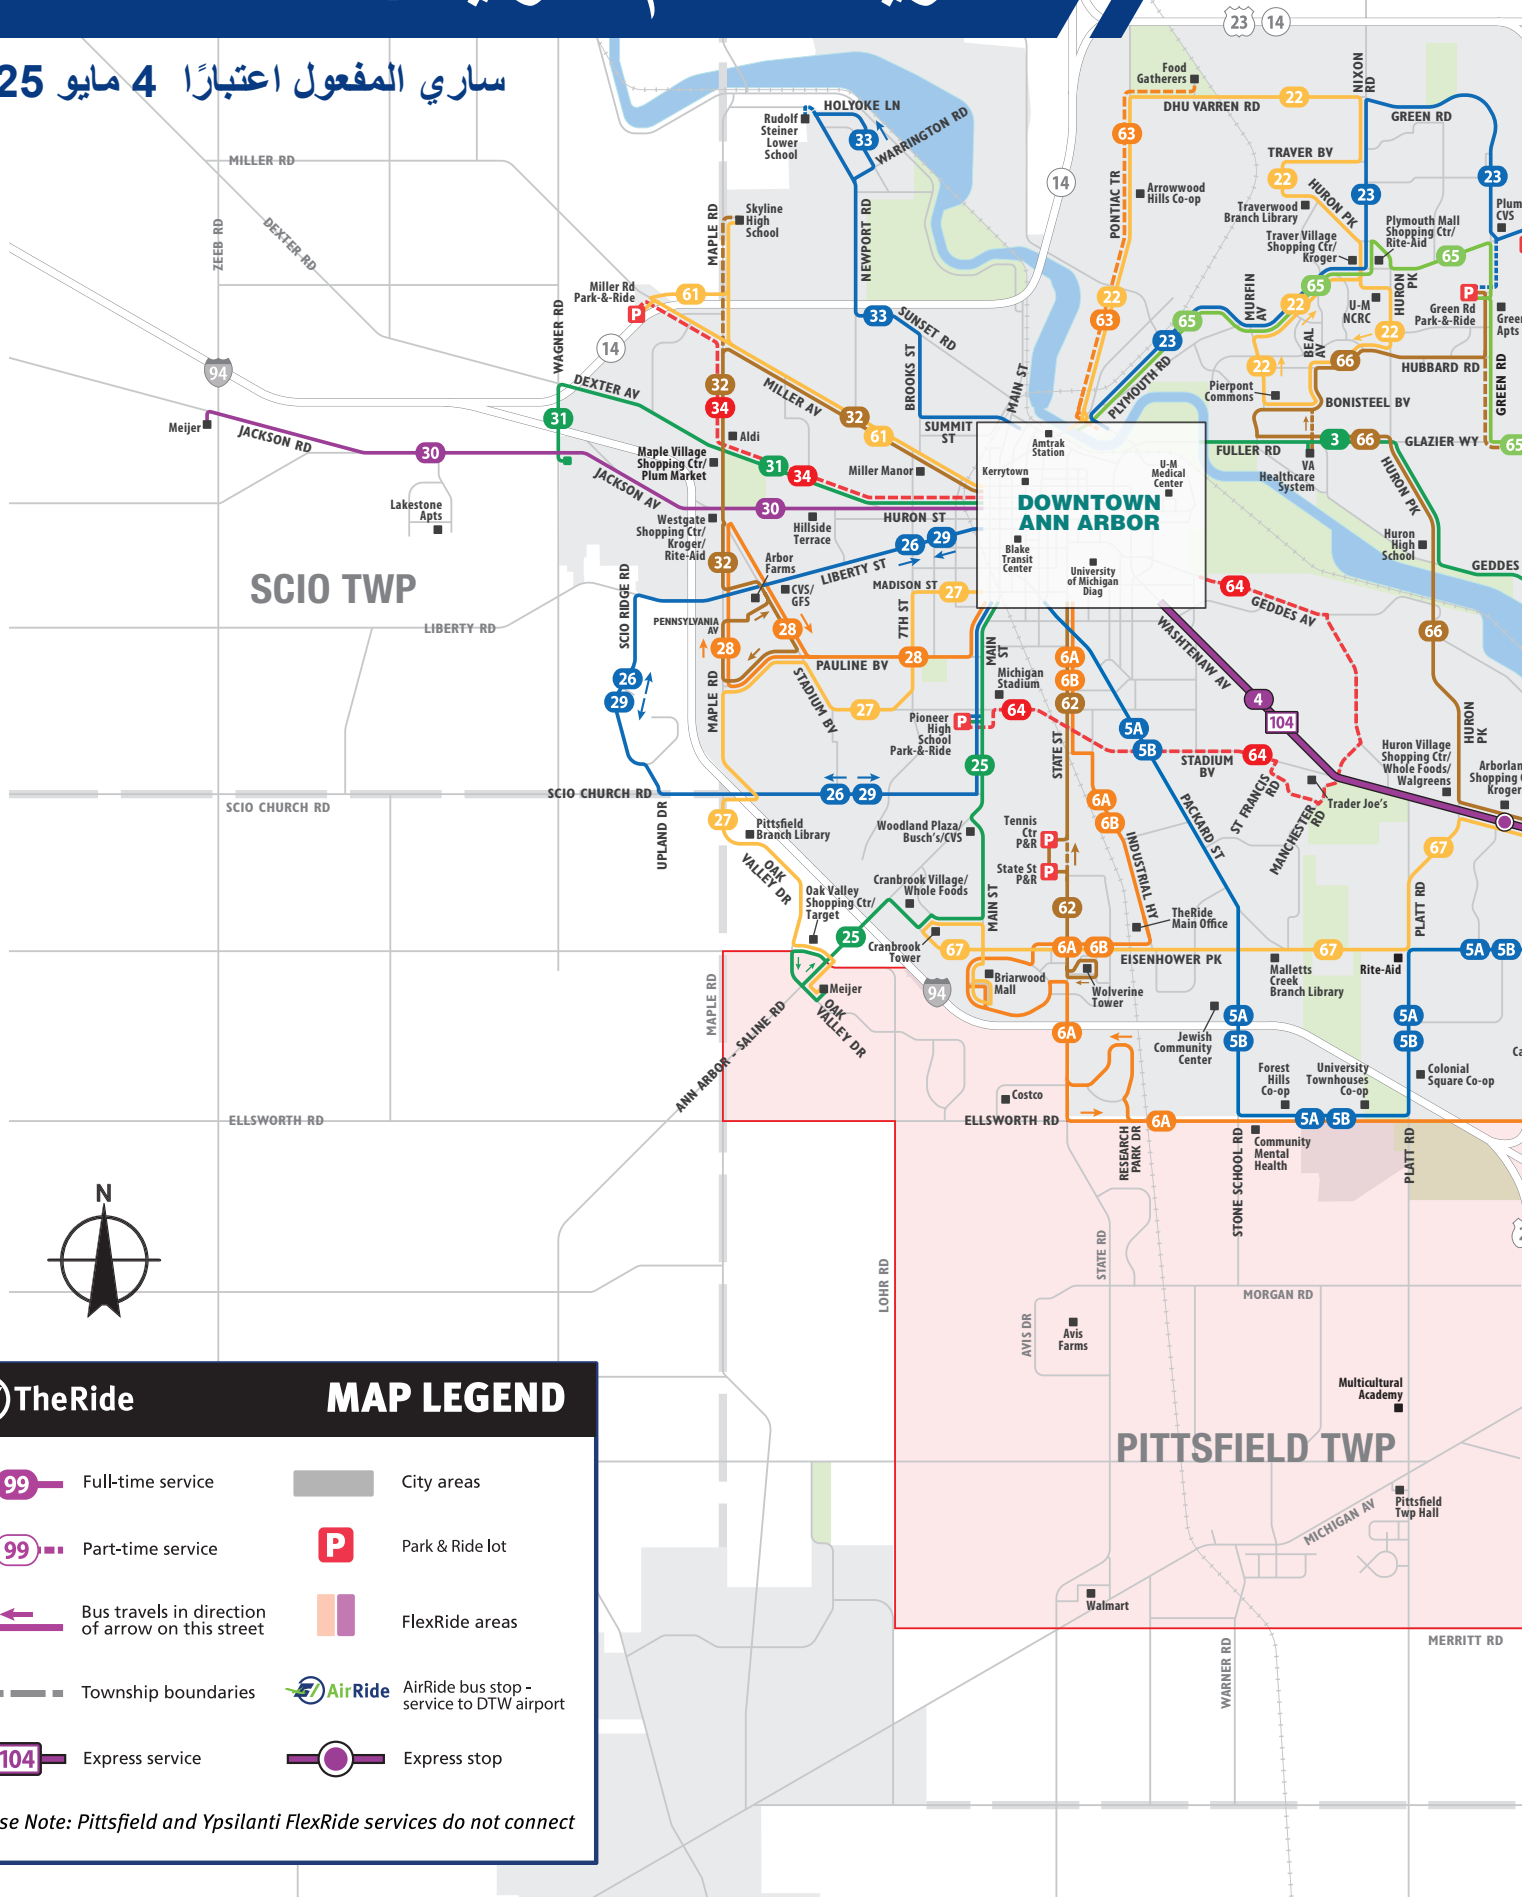 ساري المفعول اعتبارًا 4 مايو 25
23
14
Food
Gatherers
DHU VARREN RD
22
NIXON
RD
GREEN RD
63
HOLYOKE LN
Rudolf
Steiner
Lower
School
33
WARRINGTON RD
MILLER RD
TRAVER BV
22
HURON PK
23
23
14
PONTIAC TR
Arrowwood
Hills Co-op
Traverwood
Branch Library
Plymouth Mall
Shopping Ctr/
Rite-Aid
Plum
CVS
Traver Village
Shopping Ctr/
Kroger
ZEEB RD
DEXTER RD
MAPLE RD
Skyline
High
School
NEWPORT RD
65
65
Miller Rd
Park-&-Ride
P
61
22
63
MURFIN
AV
22
U-M
NCRC
HURON
PK
P
Green Rd
Park-&-Ride
Green
Apts
WAGNER RD
14
33
SUNSET RD
65
23
BEAL
AV
22
22
66
HUBBARD RD
GREEN RD
94
DEXTER AV
32
34
MILLER AV
BROOKS ST
MAIN ST
PLYMOUTH RD
Pierpont
Commons
BONISTEEL BV
31
32
61
SUMMIT
ST
Meijer
JACKSON RD
30
Aldi
Amtrak
Station
3
66
GLAZIER WY
65
FULLER RD
VA
Healthcare
System
HURON PK
Maple Village
Shopping Ctr/
Plum Market
31
34
Miller Manor
Kerrytown
U-M
Medical
Center
JACKSON AV
30
DOWNTOWN
ANN ARBOR
Lakestone
Apts
Westgate
Shopping Ctr/
Kroger/
Rite-Aid
Hillside
Terrace
HURON ST
26
29
Blake
Transit
Center
University
of Michigan
Diag
Huron
High
School
GEDDES
SCIO TWP
32
Arbor
Farms
CVS/
GFS
LIBERTY ST
MADISON ST
27
64
GEDDES AV
LIBERTY RD
SCIO RIDGE RD
PENNSYLVANIA
AV
28
28
7TH ST
28
PAULINE BV
MAIN
ST
6A
6B
62
WASHTENAW AV
66
26
29
MAPLE RD
STADIUM BV
27
Michigan
Stadium
64
4
104
Pioneer
High
School
Park-&-Ride
P
STATE ST
5A
5B
STADIUM
BV
64
HURON
PK
Huron Village
Shopping Ctr/
Whole Foods/
Walgreens
Arborlan
Shopping
Kroger
25
SCIO CHURCH RD
SCIO CHURCH RD
26
29
6A
6B
PACKARD ST
ST FRANCIS
RD
MANCHESTER
RD
Trader Joe's
UPLAND DR
27
Pittsfield
Branch Library
Woodland Plaza/
Busch's/CVS
Tennis
Ctr
P&R
P
State St
P&R
P
INDUSTRIAL HY
67
OAK
VALLEY DR
Oak Valley
Shopping Ctr/
Target
Cranbrook Village/
Whole Foods
MAIN ST
62
TheRide
Main Office
PLATT RD
25
Cranbrook
Tower
67
6A
6B
EISENHOWER PK
67
5A
5B
Meijer
94
Briarwood
Mall
Wolverine
Tower
Malletts
Creek
Branch Library
Rite-Aid
MAPLE RD
ANN ARBOR - SALINE RD
OAK
VALLEY DR
6A
Jewish
Community
Center
5A
5B
5A
5B
Forest
Hills
Co-op
University
Townhouses
Co-op
Colonial
Square Co-op
Ca
Costco
ELLSWORTH RD
ELLSWORTH RD
6A
5A
5B
RESEARCH
PARK DR
STONE SCHOOL RD
Community
Mental
Health
PLATT RD
N
LOHR RD
STATE RD
MORGAN RD
AVIS DR
Avis
Farms
Multicultural
Academy
PITTSFIELD TWP
MICHIGAN AV
Pittsfield
Twp Hall
Walmart
WARNER RD
MERRITT RD
TheRide
MAP LEGEND
99
Full-time service
City areas
99
Part-time service
P
Park & Ride lot
Bus travels in direction
of arrow on this street
FlexRide areas
Township boundaries
AirRide
AirRide bus stop -
service to DTW airport
104
Express service
Express stop
se Note: Pittsfield and Ypsilanti FlexRide services do not connect